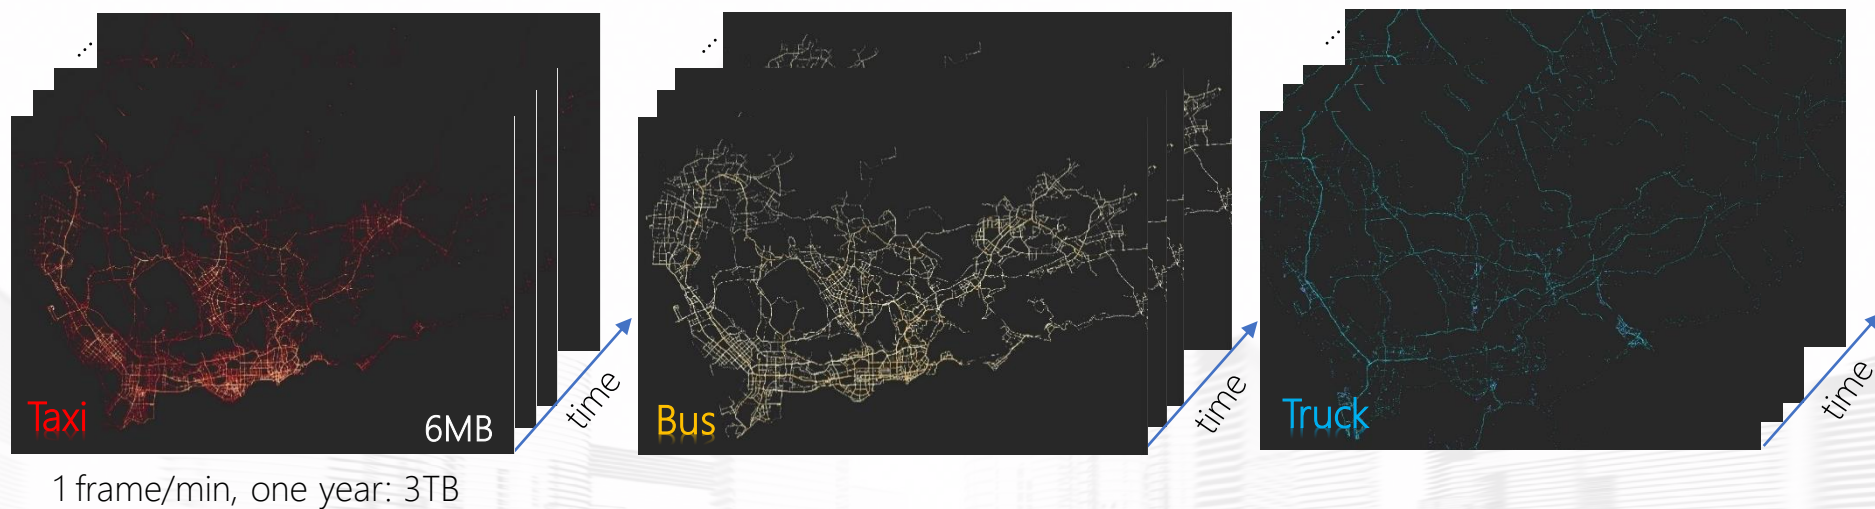 ...
...
...
Taxi
6MB
time
Bus
time
Truck
time
1 frame/min, one year: 3TB